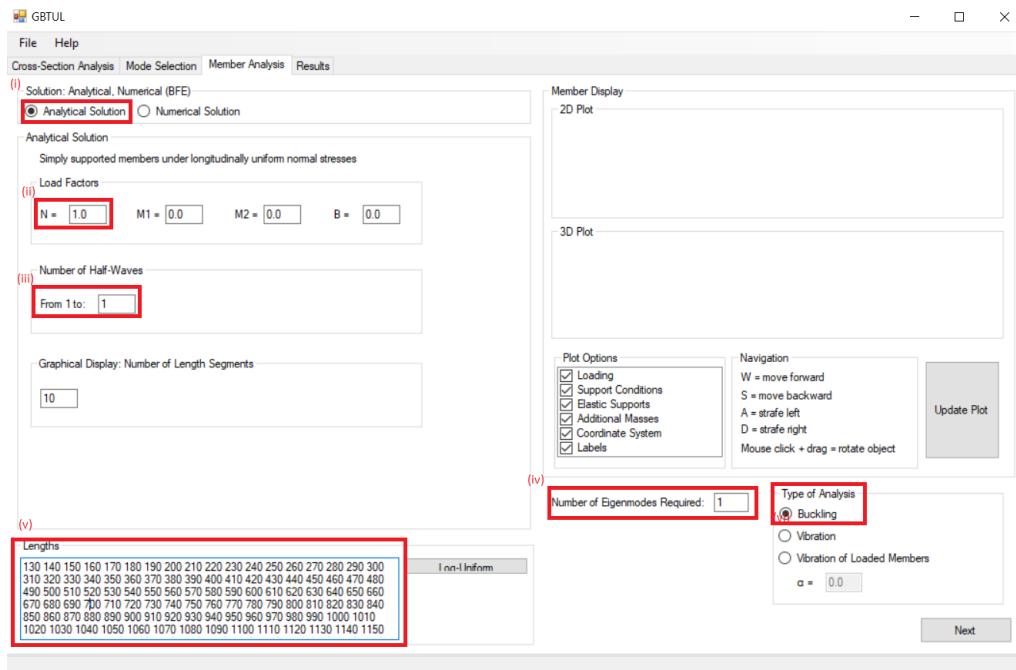 GBTUL
File Help
Cross-Section Analysis Mode Selection Member Analysis Results
(i)
Solution: Analytical, Numerical (BFE)
Analytical Solution Numerical Solution
Analytical Solution
Simply supported members under longitudinally uniform normal stresses
Load Factors
(ii)
N = 1.0 M1 = 0.0 M2 = 0.0 B = 0.0
Number of Half-Waves
(iii)
From 1 to: 1
Graphical Display: Number of Length Segments
10
(v)
Lengths
130 140 150 160 170 180 190 200 210 220 230 240 250 260 270 280 290 300
310 320 330 340 350 360 370 380 390 400 410 420 430 440 450 460 470 480
490 500 510 520 530 540 550 560 570 580 590 600 610 620 630 640 650 660
670 680 690 700 710 720 730 740 750 760 770 780 790 800 810 820 830 840
850 860 870 880 890 900 910 920 930 940 950 960 970 980 990 1000 1010
1020 1030 1040 1050 1060 1070 1080 1090 1100 1110 1120 1130 1140 1150
Log-Uniform
Member Display
2D Plot
3D Plot
Plot Options
Loading
Support Conditions
Elastic Supports
Additional Masses
Coordinate System
Labels
Navigation
W = move forward
S = move backward
A = strafe left
D = strafe right
Mouse click + drag = rotate object
Update Plot
(iv)
Number of Eigenmodes Required: 1
Type of Analysis
Buckling
Vibration
Vibration of Loaded Members
α = 0.0
Next